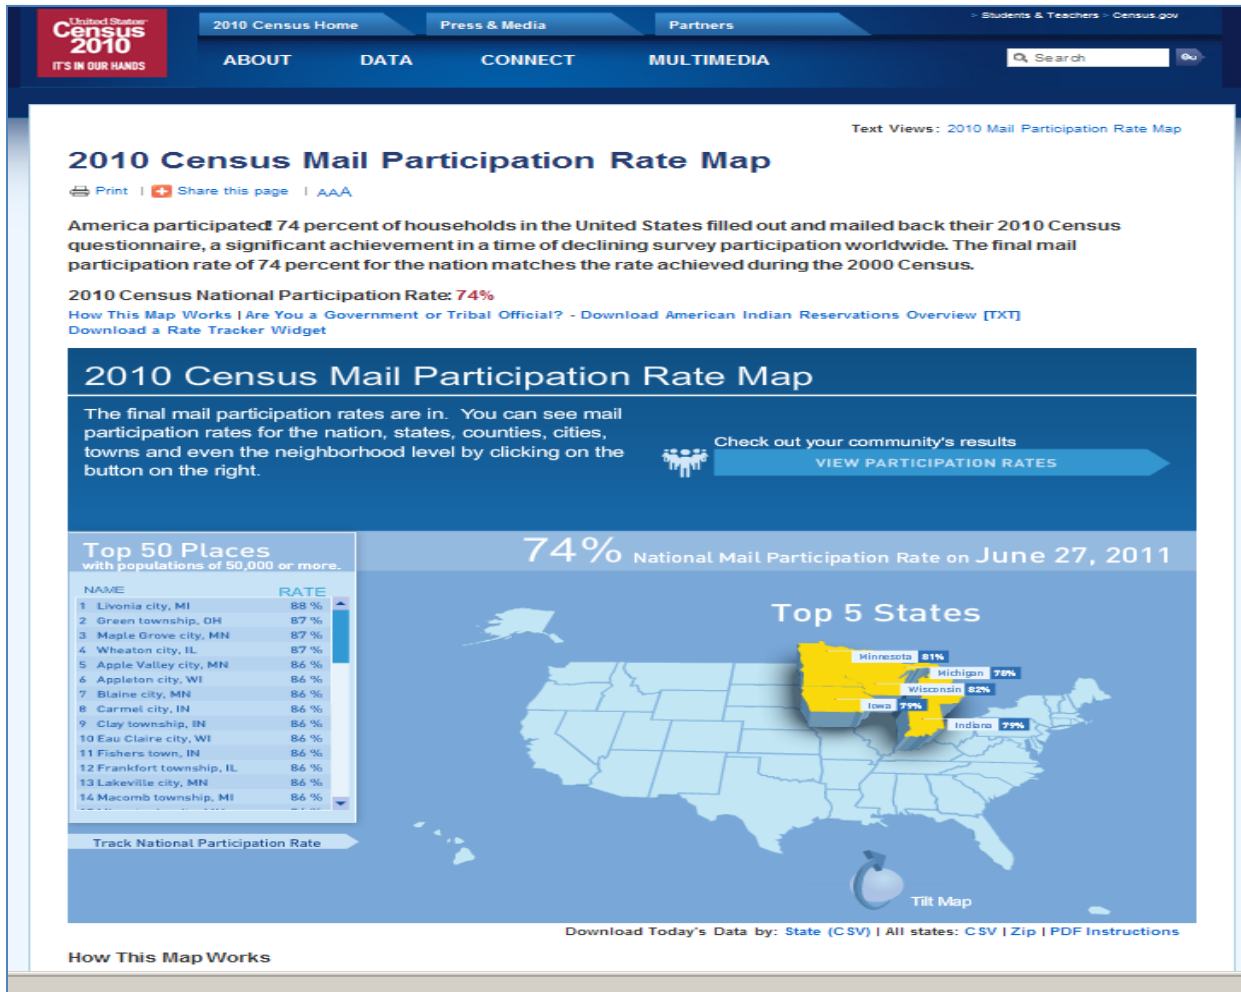 United States
Census
2010
IT'S IN OUR HANDS
2010 Census Home
Press & Media
Partners
> Students & Teachers > Census.gov
ABOUT
DATA
CONNECT
MULTIMEDIA
Search
Go
Text Views: 2010 Mail Participation Rate Map
2010 Census Mail Participation Rate Map
Print | Share this page | AAA
America participated! 74 percent of households in the United States filled out and mailed back their 2010 Census
questionnaire, a significant achievement in a time of declining survey participation worldwide. The final mail
participation rate of 74 percent for the nation matches the rate achieved during the 2000 Census.
2010 Census National Participation Rate: 74%
How This Map Works | Are You a Government or Tribal Official? - Download American Indian Reservations Overview [TXT]
Download a Rate Tracker Widget
2010 Census Mail Participation Rate Map
The final mail participation rates are in. You can see mail
participation rates for the nation, states, counties, cities,
towns and even the neighborhood level by clicking on the
button on the right.
Check out your community's results
VIEW PARTICIPATION RATES
Top 50 Places
with populations of 50,000 or more.
NAME RATE
1 Livonia city, MI 88 %
2 Green township, OH 87 %
3 Maple Grove city, MN 87 %
4 Wheaton city, IL 87 %
5 Apple Valley city, MN 86 %
6 Appleton city, WI 86 %
7 Blaine city, MN 86 %
8 Carmel city, IN 86 %
9 Clay township, IN 86 %
10 Eau Claire city, WI 86 %
11 Fishers town, IN 86 %
12 Frankfort township, IL 86 %
13 Lakeville city, MN 86 %
14 Macomb township, MI 86 %
Track National Participation Rate
74% National Mail Participation Rate on June 27, 2011
Top 5 States
Minnesota 81%
Michigan 78%
Wisconsin 82%
Iowa 79%
Indiana 79%
Tilt Map
Download Today's Data by: State (CSV) | All states: CSV | Zip | PDF Instructions
How This Map Works